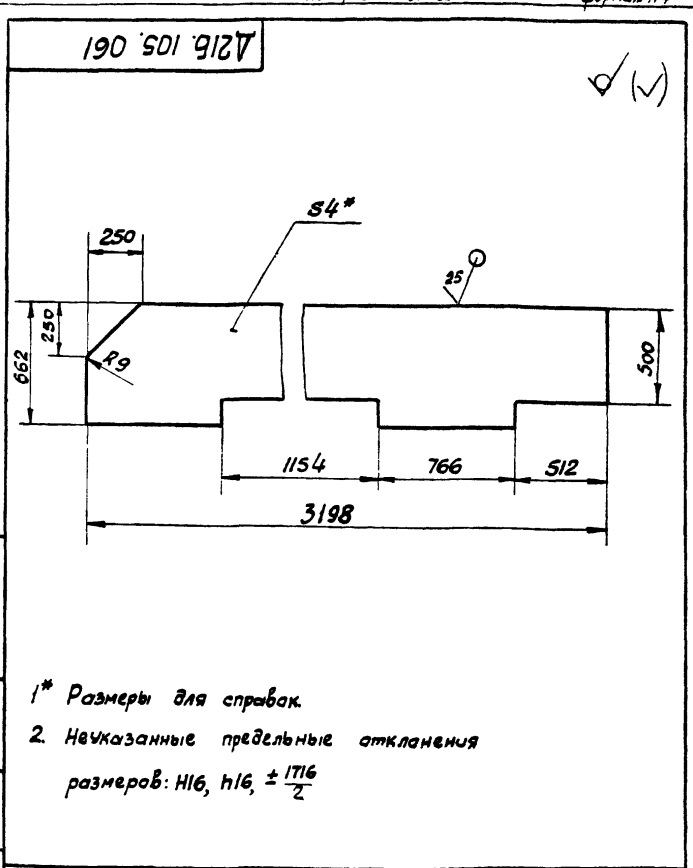 Д216.105.061
√ (√)
S4*
250
25
250
662
R9
500
1154
766
512
3198
1* Размеры для справок.
2. Неуказанные предельные отклонения
размеров: H16, h16, ± IT16/2